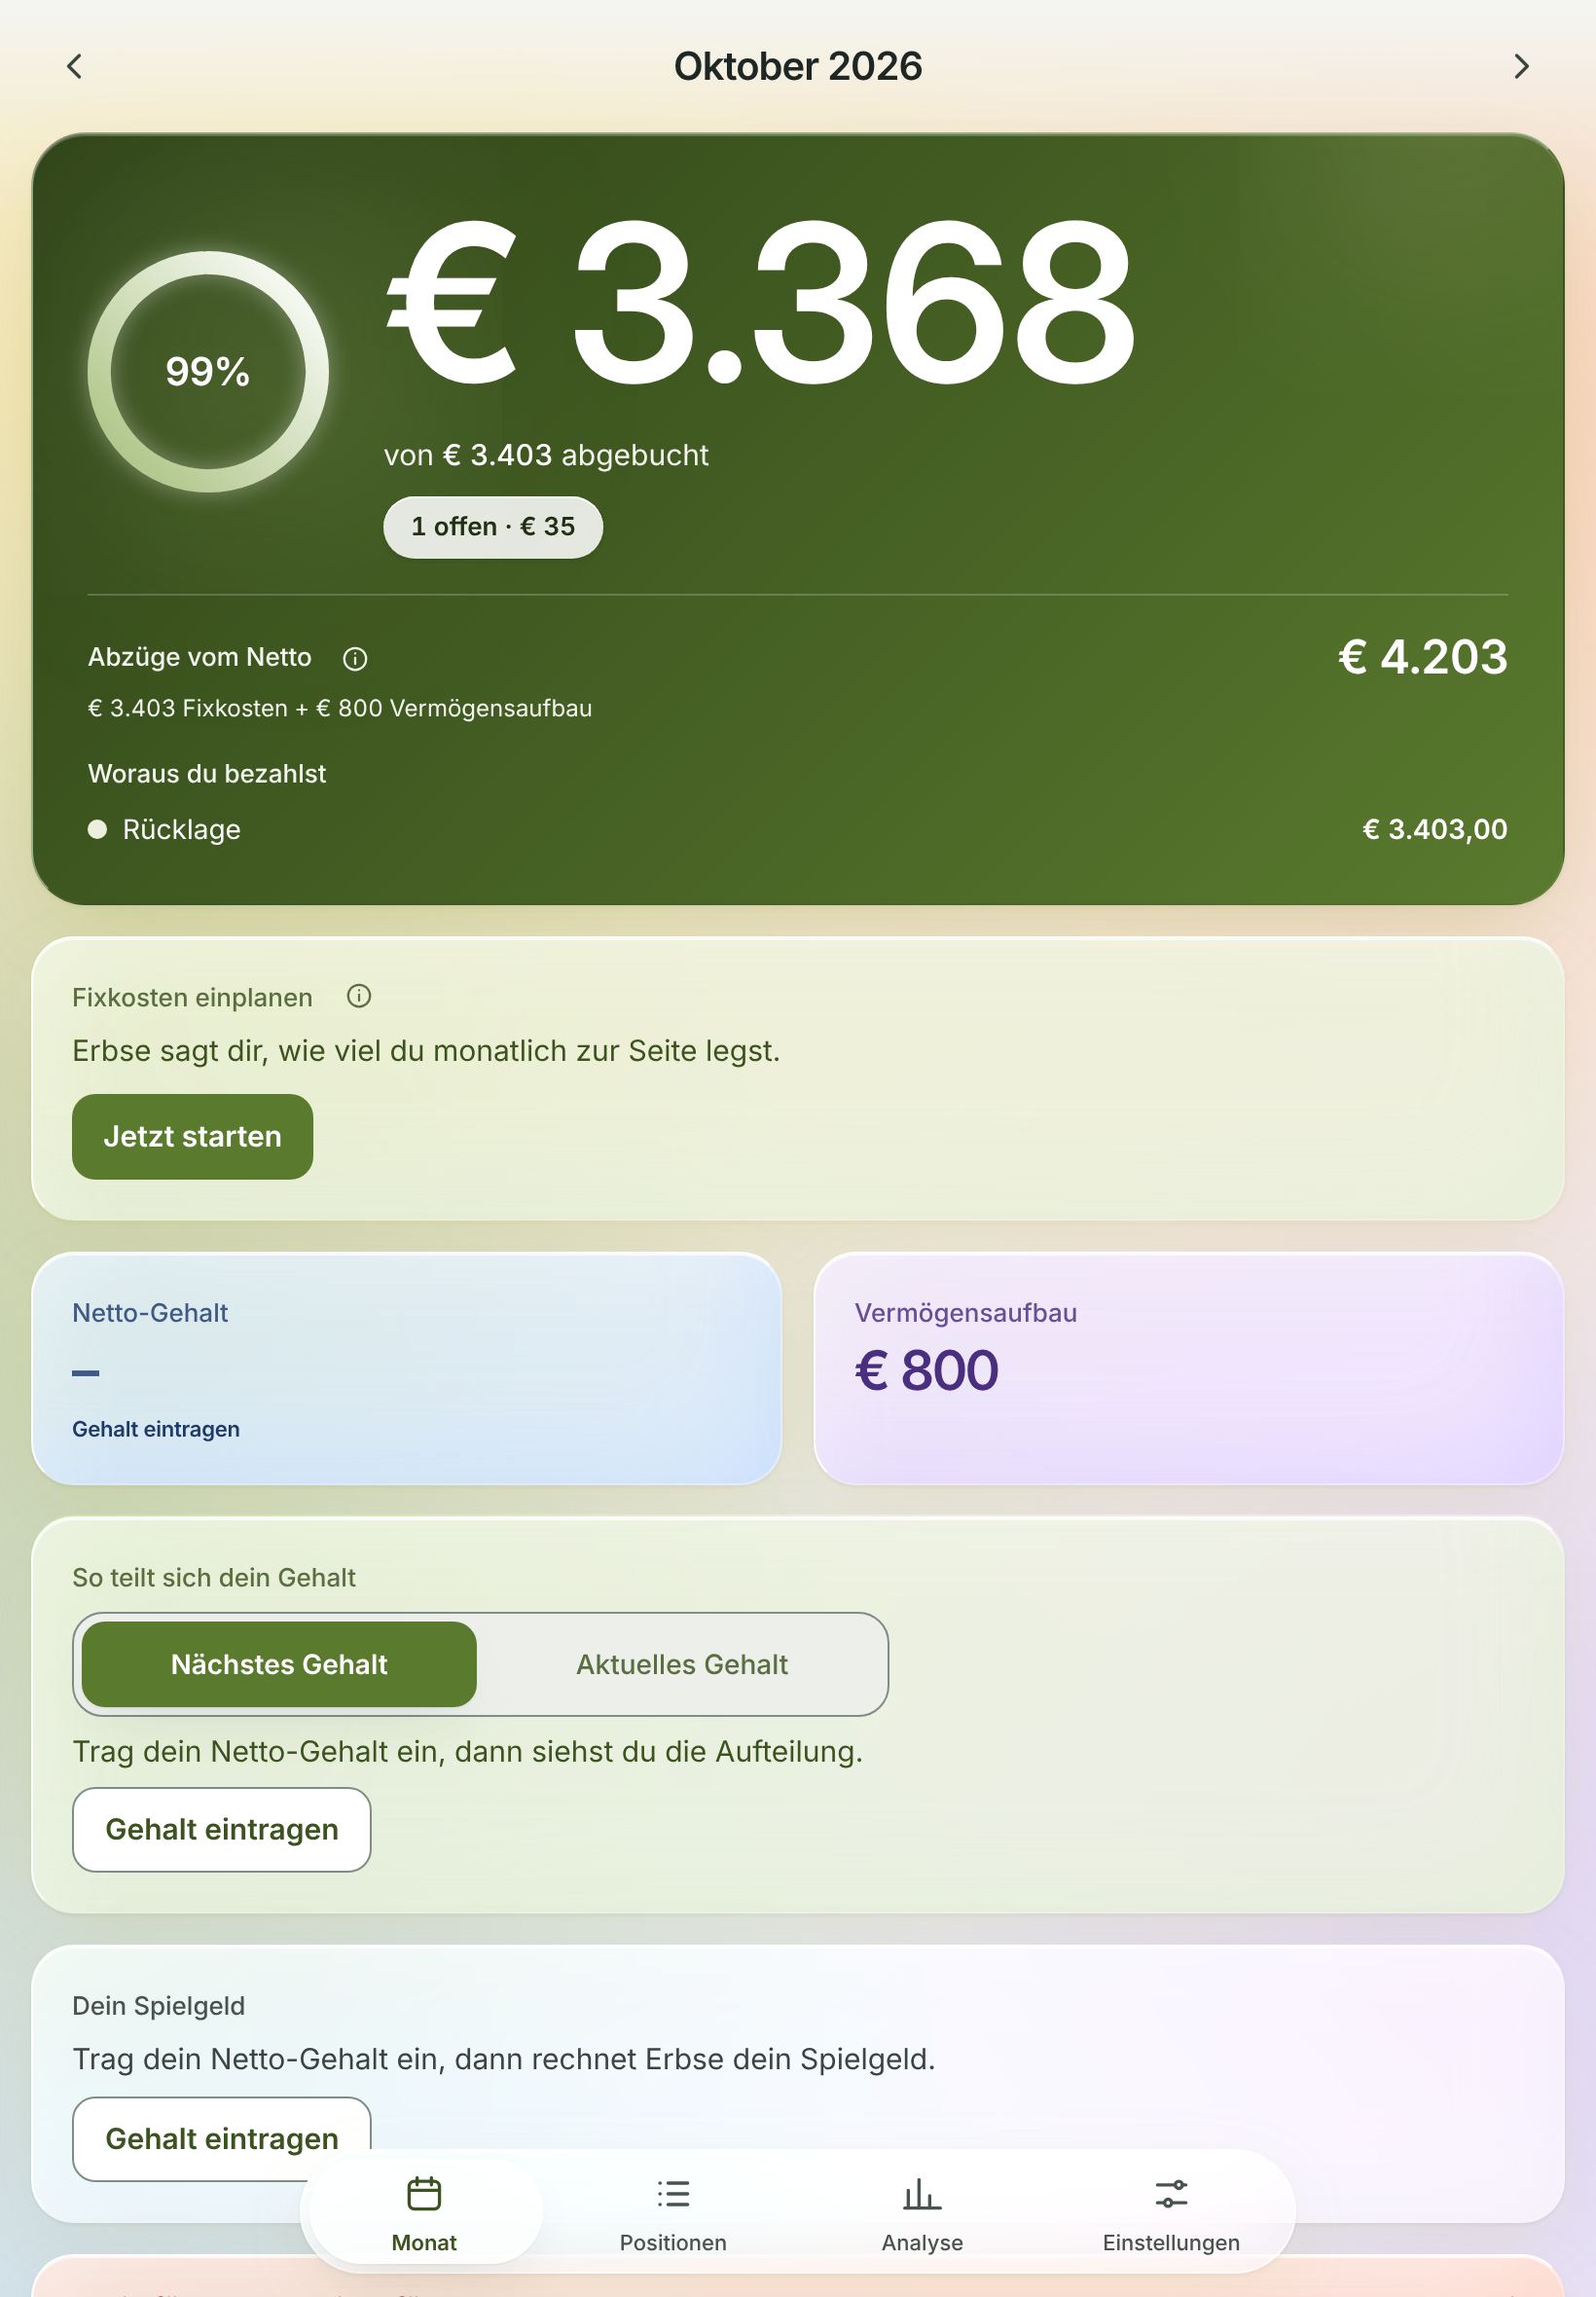 Oktober 2026
€ 3.368
99%
von € 3.403 abgebucht
1 offen · € 35
Abzüge vom Netto
€ 4.203
€ 3.403 Fixkosten + € 800 Vermögensaufbau
Woraus du bezahlst
Rücklage
€ 3.403,00
Fixkosten einplanen
Erbse sagt dir, wie viel du monatlich zur Seite legst.
Jetzt starten
Netto-Gehalt
–
Gehalt eintragen
Vermögensaufbau
€ 800
So teilt sich dein Gehalt
Nächstes Gehalt
Aktuelles Gehalt
Trag dein Netto-Gehalt ein, dann siehst du die Aufteilung.
Gehalt eintragen
Dein Spielgeld
Trag dein Netto-Gehalt ein, dann rechnet Erbse dein Spielgeld.
Gehalt eintragen
Monat
Positionen
Analyse
Einstellungen